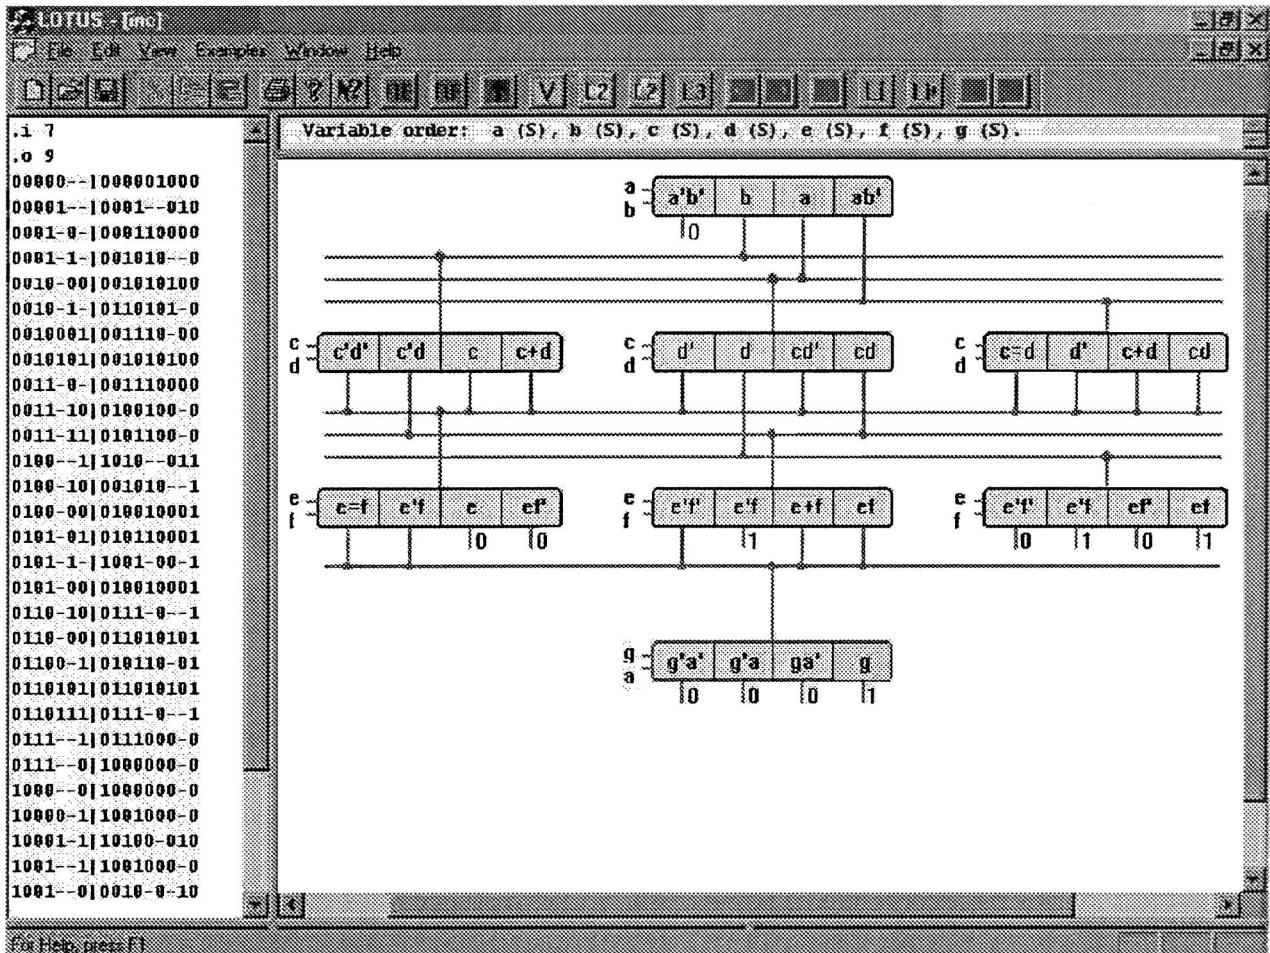 LOTUS - [inc]
File Edit View Examples Window Help
V L2 L2 L3
.i 7
.o 9
00000--|000001000
00001--|0001--010
0001-0-|000110000
0001-1-|001010--0
0010-00|001010100
0010-1-|0110101-0
0010001|001110-00
0010101|001010100
0011-0-|001110000
0011-10|0100100-0
0011-11|0101100-0
0100--1|1010--011
0100-10|001010--1
0100-00|010010001
0101-01|010110001
0101-1-|1001-00-1
0101-00|010010001
0110-10|0111-0--1
0110-00|011010101
01100-1|010110-01
0110101|011010101
0110111|0111-0--1
0111--1|0111000-0
0111--0|1000000-0
1000--0|1000000-0
10000-1|1001000-0
10001-1|10100-010
1001--1|1001000-0
1001--0|0010-0-10
Variable order: a (S), b (S), c (S), d (S), e (S), f (S), g (S).
a
b
a'b' b a ab'
0
c
d
c'd' c'd c c+d
c
d
d' d cd' cd
c
d
c=d d' c+d cd
e
f
e=f e'f e ef'
0 0
e
f
e'f' e'f e+f ef
1
e
f
e'f' e'f ef' ef
0 1 0 1
g
a
g'a' g'a ga' g
0 0 0 1
For Help, press F1